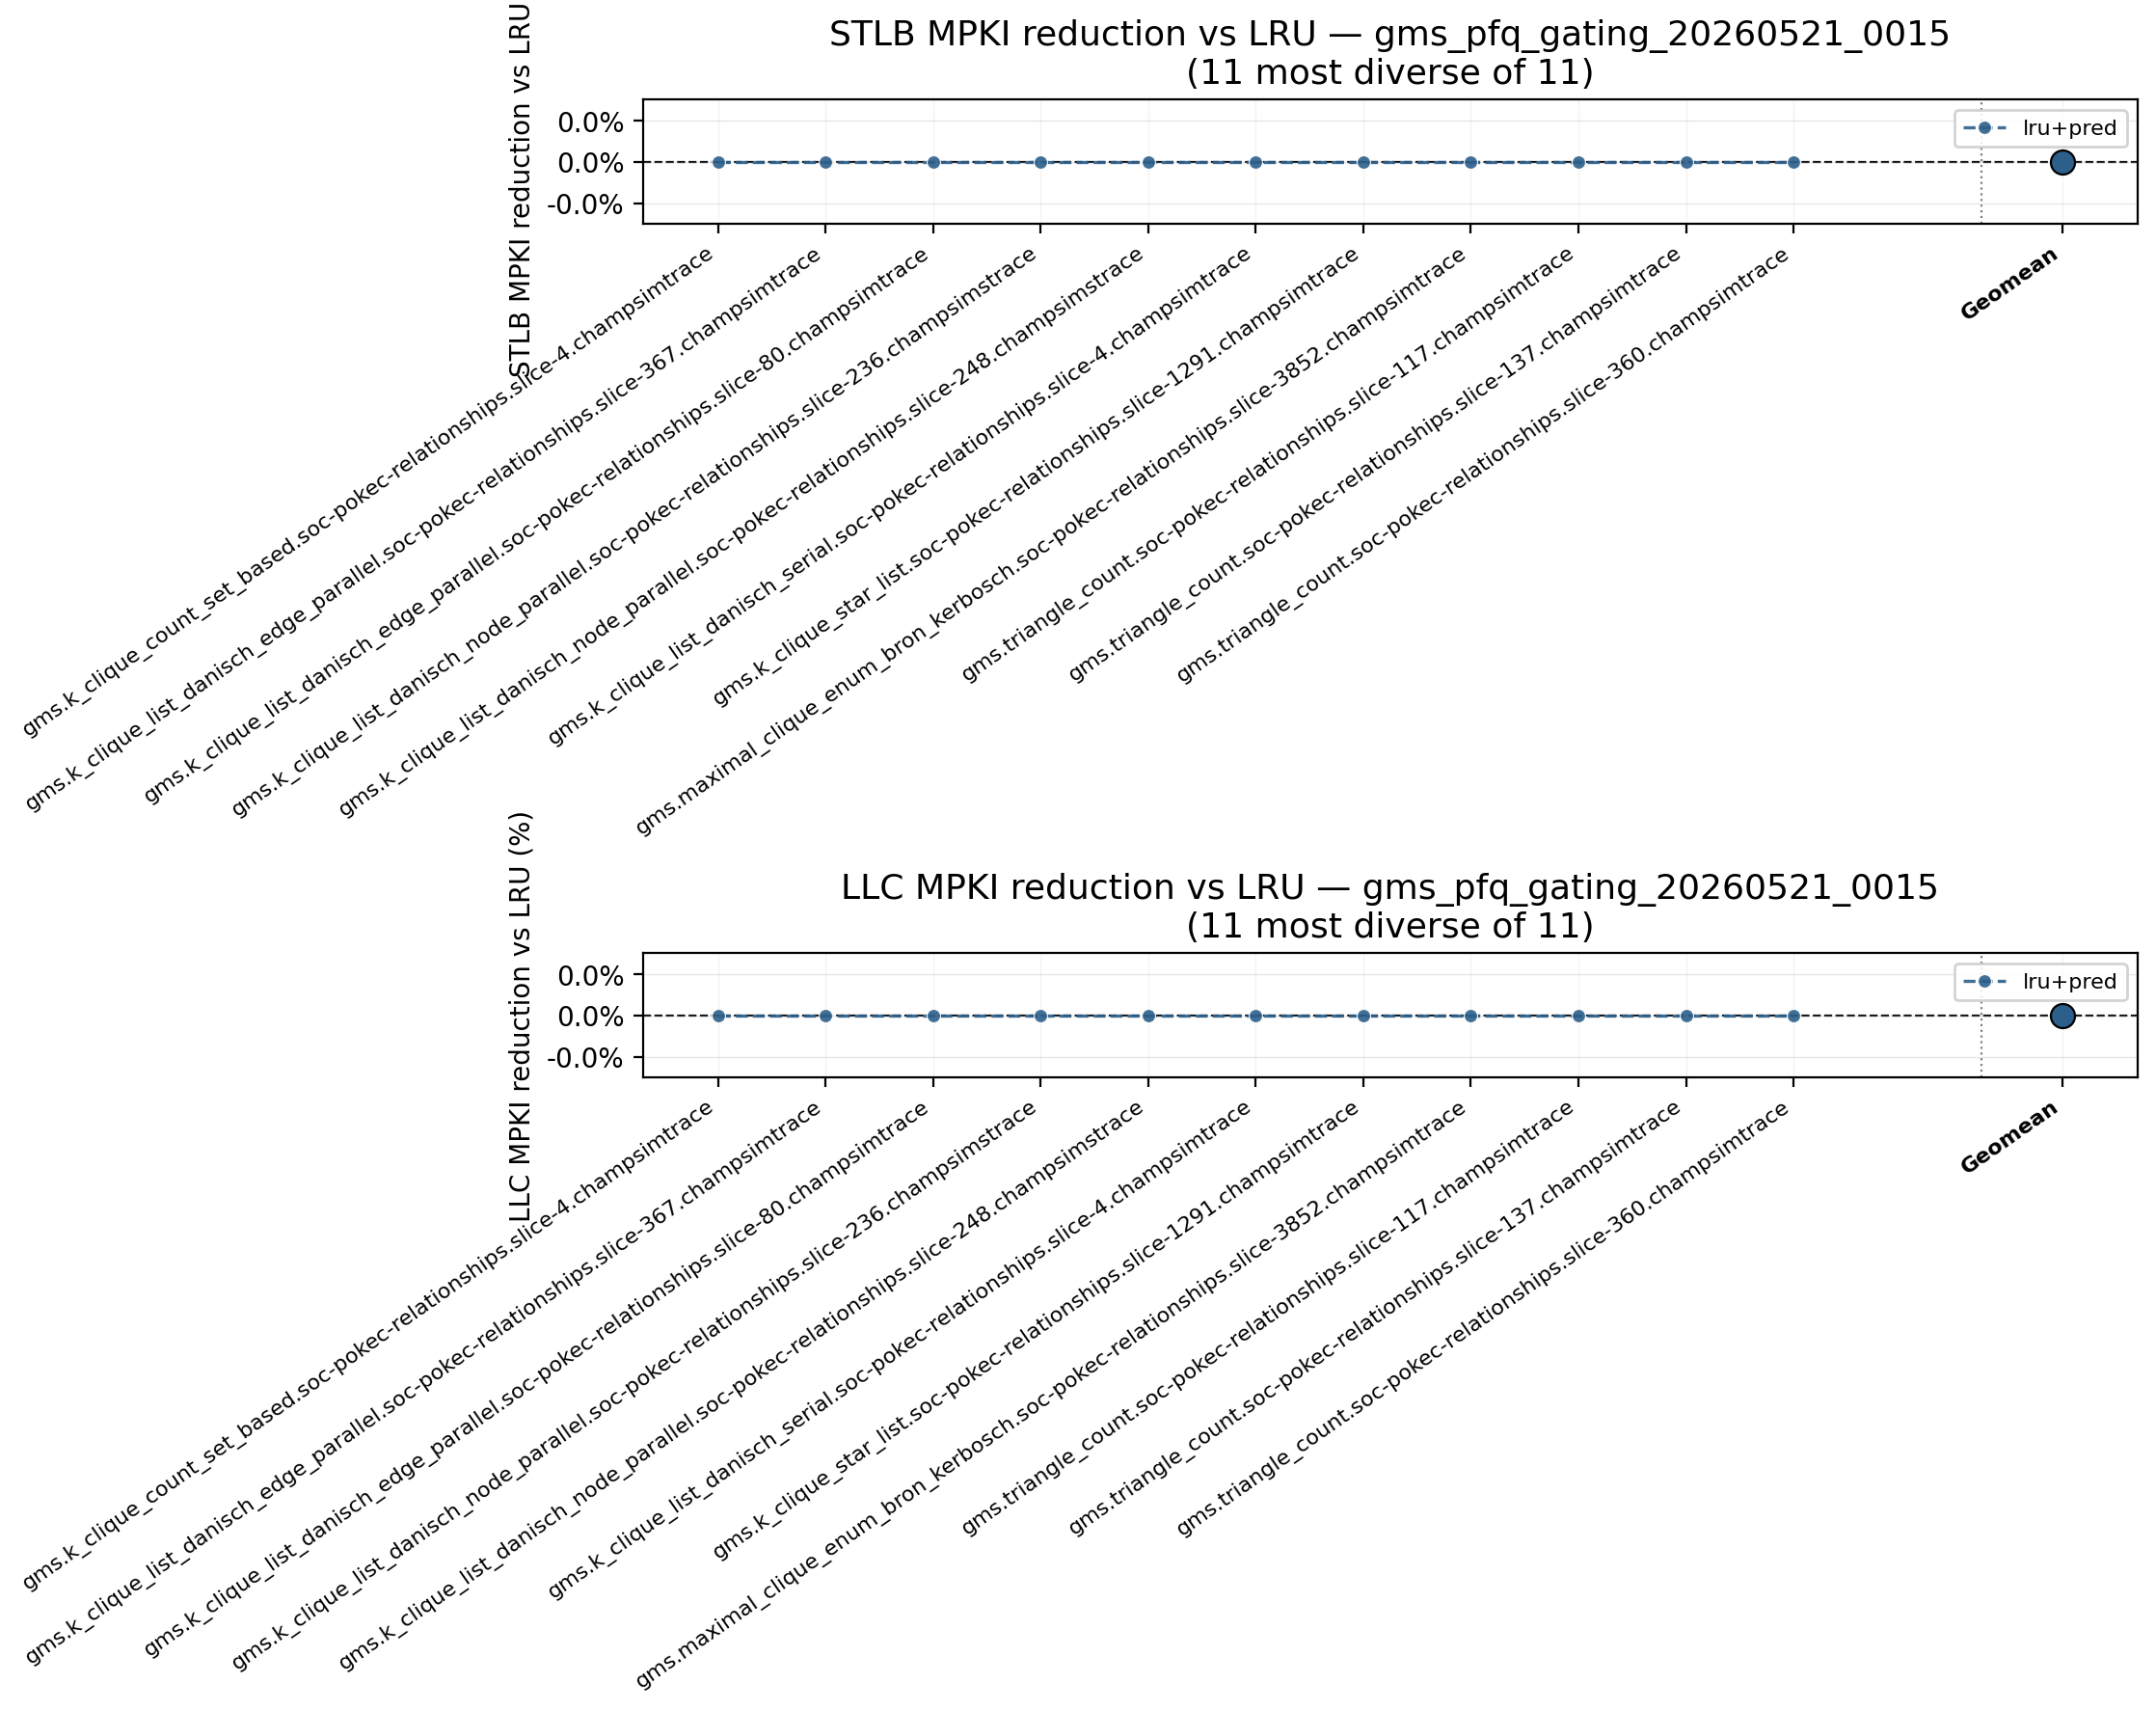 STLB MPKI reduction vs LRU — gms_pfq_gating_20260521_0015
(11 most diverse of 11)
STLB MPKI reduction vs LRU
0.0%
0.0%
-0.0%
lru+pred
gms.k_clique_count_set_based.soc-pokec-relationships.slice-4.champsimtrace
gms.k_clique_list_danisch_edge_parallel.soc-pokec-relationships.slice-367.champsimtrace
gms.k_clique_list_danisch_edge_parallel.soc-pokec-relationships.slice-80.champsimtrace
gms.k_clique_list_danisch_node_parallel.soc-pokec-relationships.slice-236.champsimstrace
gms.k_clique_list_danisch_node_parallel.soc-pokec-relationships.slice-248.champsimstrace
gms.k_clique_list_danisch_serial.soc-pokec-relationships.slice-4.champsimtrace
gms.k_clique_star_list.soc-pokec-relationships.slice-1291.champsimtrace
gms.maximal_clique_enum_bron_kerbosch.soc-pokec-relationships.slice-3852.champsimtrace
gms.triangle_count.soc-pokec-relationships.slice-117.champsimtrace
gms.triangle_count.soc-pokec-relationships.slice-137.champsimtrace
gms.triangle_count.soc-pokec-relationships.slice-360.champsimtrace
Geomean
LLC MPKI reduction vs LRU — gms_pfq_gating_20260521_0015
(11 most diverse of 11)
LLC MPKI reduction vs LRU (%)
0.0%
0.0%
-0.0%
lru+pred
gms.k_clique_count_set_based.soc-pokec-relationships.slice-4.champsimtrace
gms.k_clique_list_danisch_edge_parallel.soc-pokec-relationships.slice-367.champsimtrace
gms.k_clique_list_danisch_edge_parallel.soc-pokec-relationships.slice-80.champsimtrace
gms.k_clique_list_danisch_node_parallel.soc-pokec-relationships.slice-236.champsimstrace
gms.k_clique_list_danisch_node_parallel.soc-pokec-relationships.slice-248.champsimstrace
gms.k_clique_list_danisch_serial.soc-pokec-relationships.slice-4.champsimtrace
gms.k_clique_star_list.soc-pokec-relationships.slice-1291.champsimtrace
gms.maximal_clique_enum_bron_kerbosch.soc-pokec-relationships.slice-3852.champsimtrace
gms.triangle_count.soc-pokec-relationships.slice-117.champsimtrace
gms.triangle_count.soc-pokec-relationships.slice-137.champsimtrace
gms.triangle_count.soc-pokec-relationships.slice-360.champsimtrace
Geomean